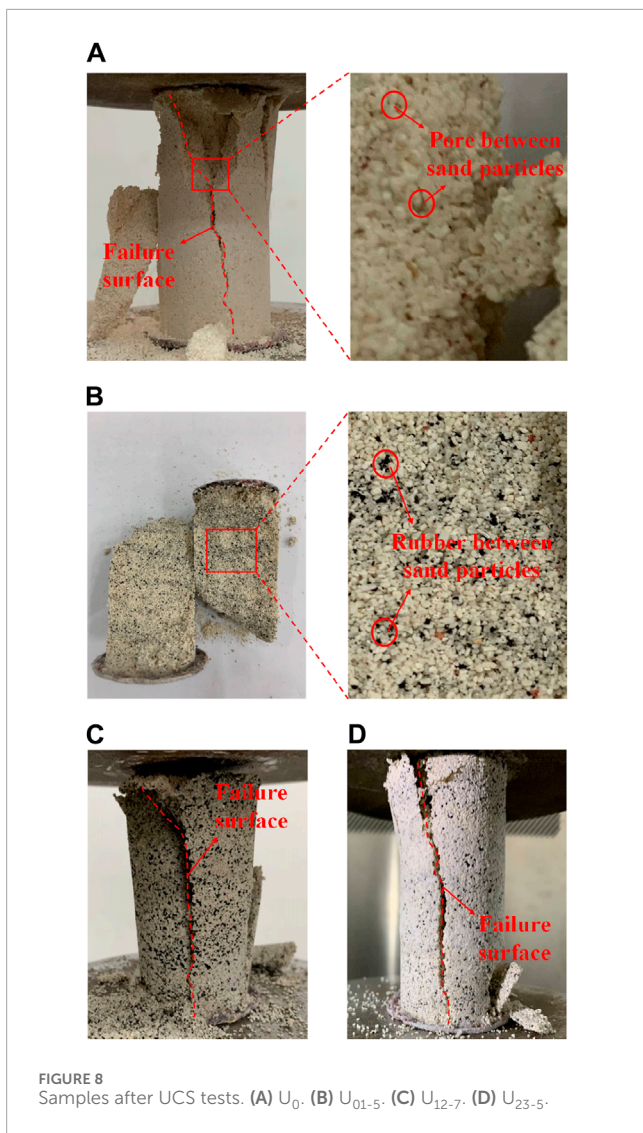 A
Pore between
sand particles
Failure
surface
B
Rubber between
sand particles
C
D
Failure
surface
Failure
surface
FIGURE 8
Samples after UCS tests. (A) U₀. (B) U₀₁₋₅. (C) U₁₂₋₇. (D) U₂₃₋₅.